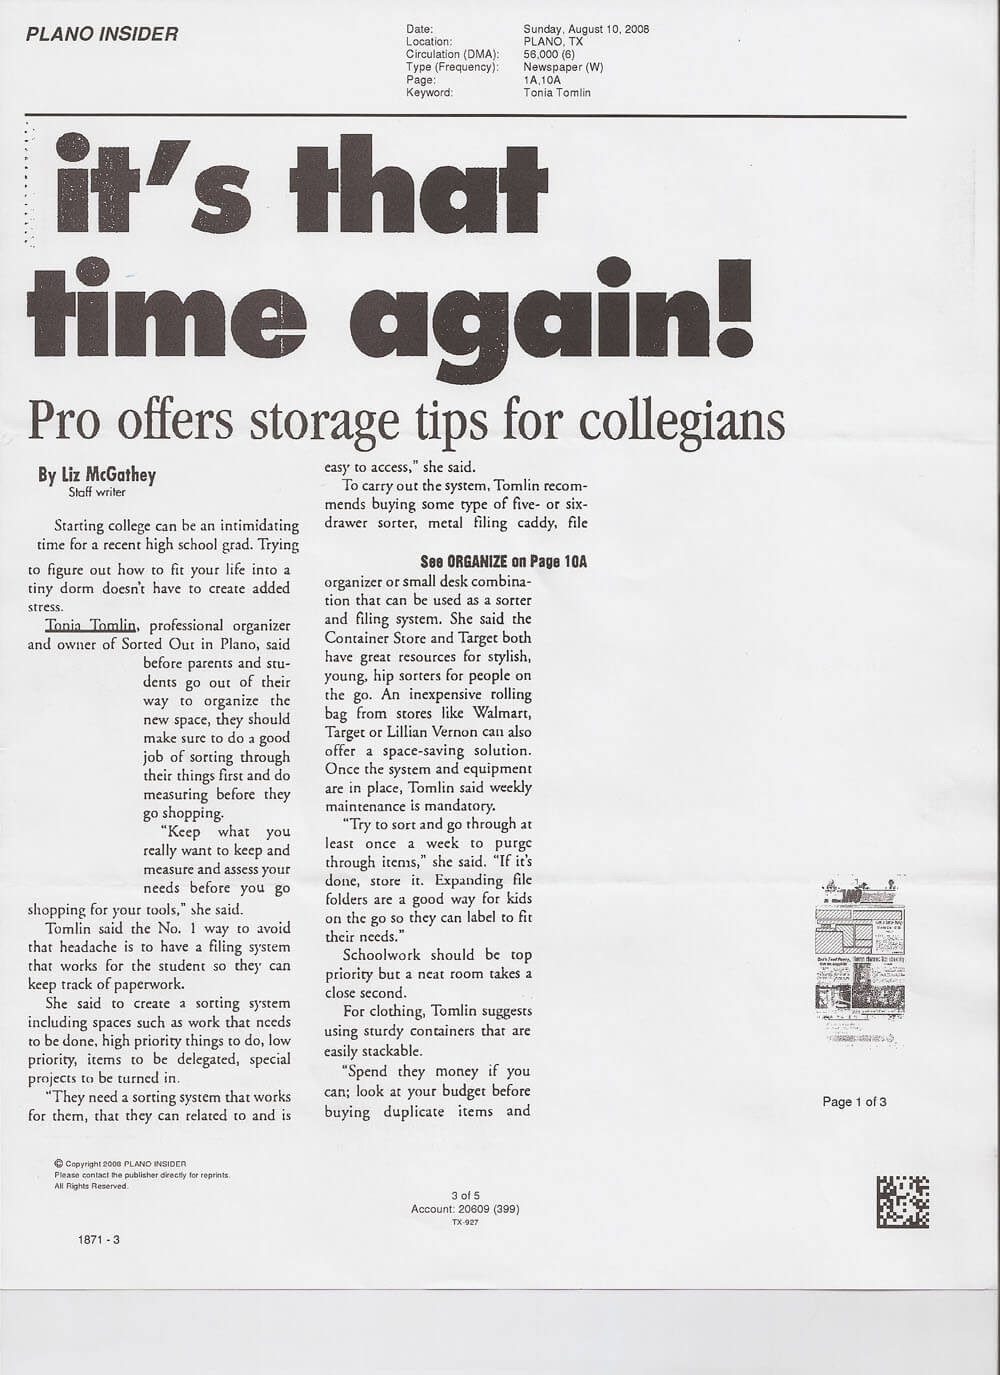 PLANO INSIDER
Date: Sunday, August 10, 2008
Location: PLANO, TX
Circulation (DMA): 56,000 (6)
Type (Frequency): Newspaper (W)
Page: 1A,10A
Keyword: Tonia Tomlin
it's that
time again!
Pro offers storage tips for collegians
By Liz McGathey
Staff writer
Starting college can be an intimidating
time for a recent high school grad. Trying
to figure out how to fit your life into a
tiny dorm doesn't have to create added
stress.
Tonia Tomlin, professional organizer
and owner of Sorted Out in Plano, said
before parents and stu-
dents go out of their
way to organize the
new space, they should
make sure to do a good
job of sorting through
their things first and do
measuring before they
go shopping.
"Keep what you
really want to keep and
measure and assess your
needs before you go
shopping for your tools," she said.
Tomlin said the No. 1 way to avoid
that headache is to have a filing system
that works for the student so they can
keep track of paperwork.
She said to create a sorting system
including spaces such as work that needs
to be done, high priority things to do, low
priority, items to be delegated, special
projects to be turned in.
"They need a sorting system that works
for them, that they can related to and is
easy to access," she said.
To carry out the system, Tomlin recom-
mends buying some type of five- or six-
drawer sorter, metal filing caddy, file
See ORGANIZE on Page 10A
organizer or small desk combina-
tion that can be used as a sorter
and filing system. She said the
Container Store and Target both
have great resources for stylish,
young, hip sorters for people on
the go. An inexpensive rolling
bag from stores like Walmart,
Target or Lillian Vernon can also
offer a space-saving solution.
Once the system and equipment
are in place, Tomlin said weekly
maintenance is mandatory.
"Try to sort and go through at
least once a week to purge
through items," she said. "If it's
done, store it. Expanding file
folders are a good way for kids
on the go so they can label to fit
their needs."
Schoolwork should be top
priority but a neat room takes a
close second.
For clothing, Tomlin suggests
using sturdy containers that are
easily stackable.
"Spend they money if you
can; look at your budget before
buying duplicate items and
Page 1 of 3
© Copyright 2008 PLANO INSIDER
Please contact the publisher directly for reprints.
All Rights Reserved.
3 of 5
Account: 20609 (399)
TX-927
1871 - 3